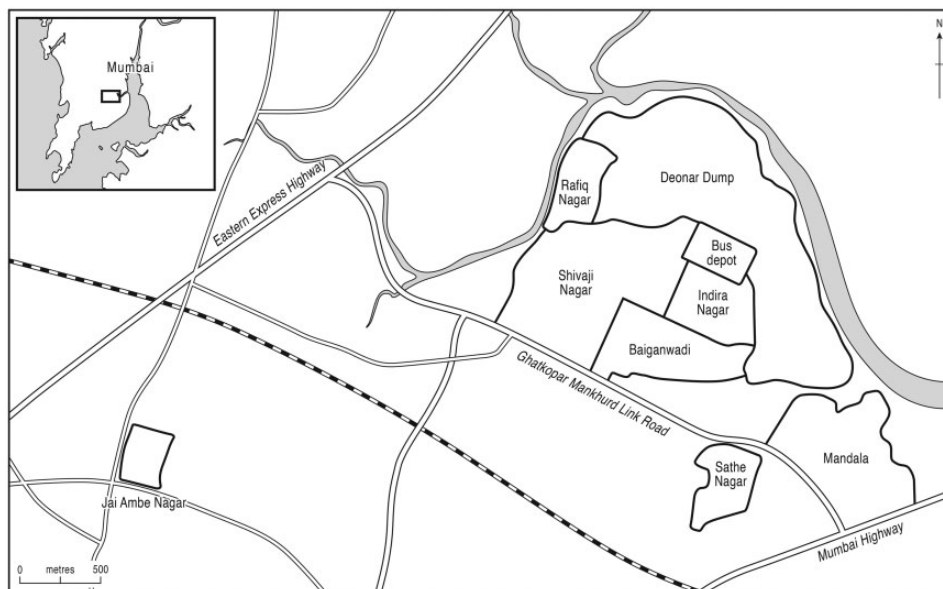 Mumbai
N
Eastern Express Highway
Rafiq
Nagar
Deonar Dump
Bus
depot
Shivaji
Nagar
Indira
Nagar
Baiganwadi
Ghatkopar Mankhurd Link Road
Sathe
Nagar
Mandala
Jai Ambe Nagar
Mumbai Highway
0 metres 500